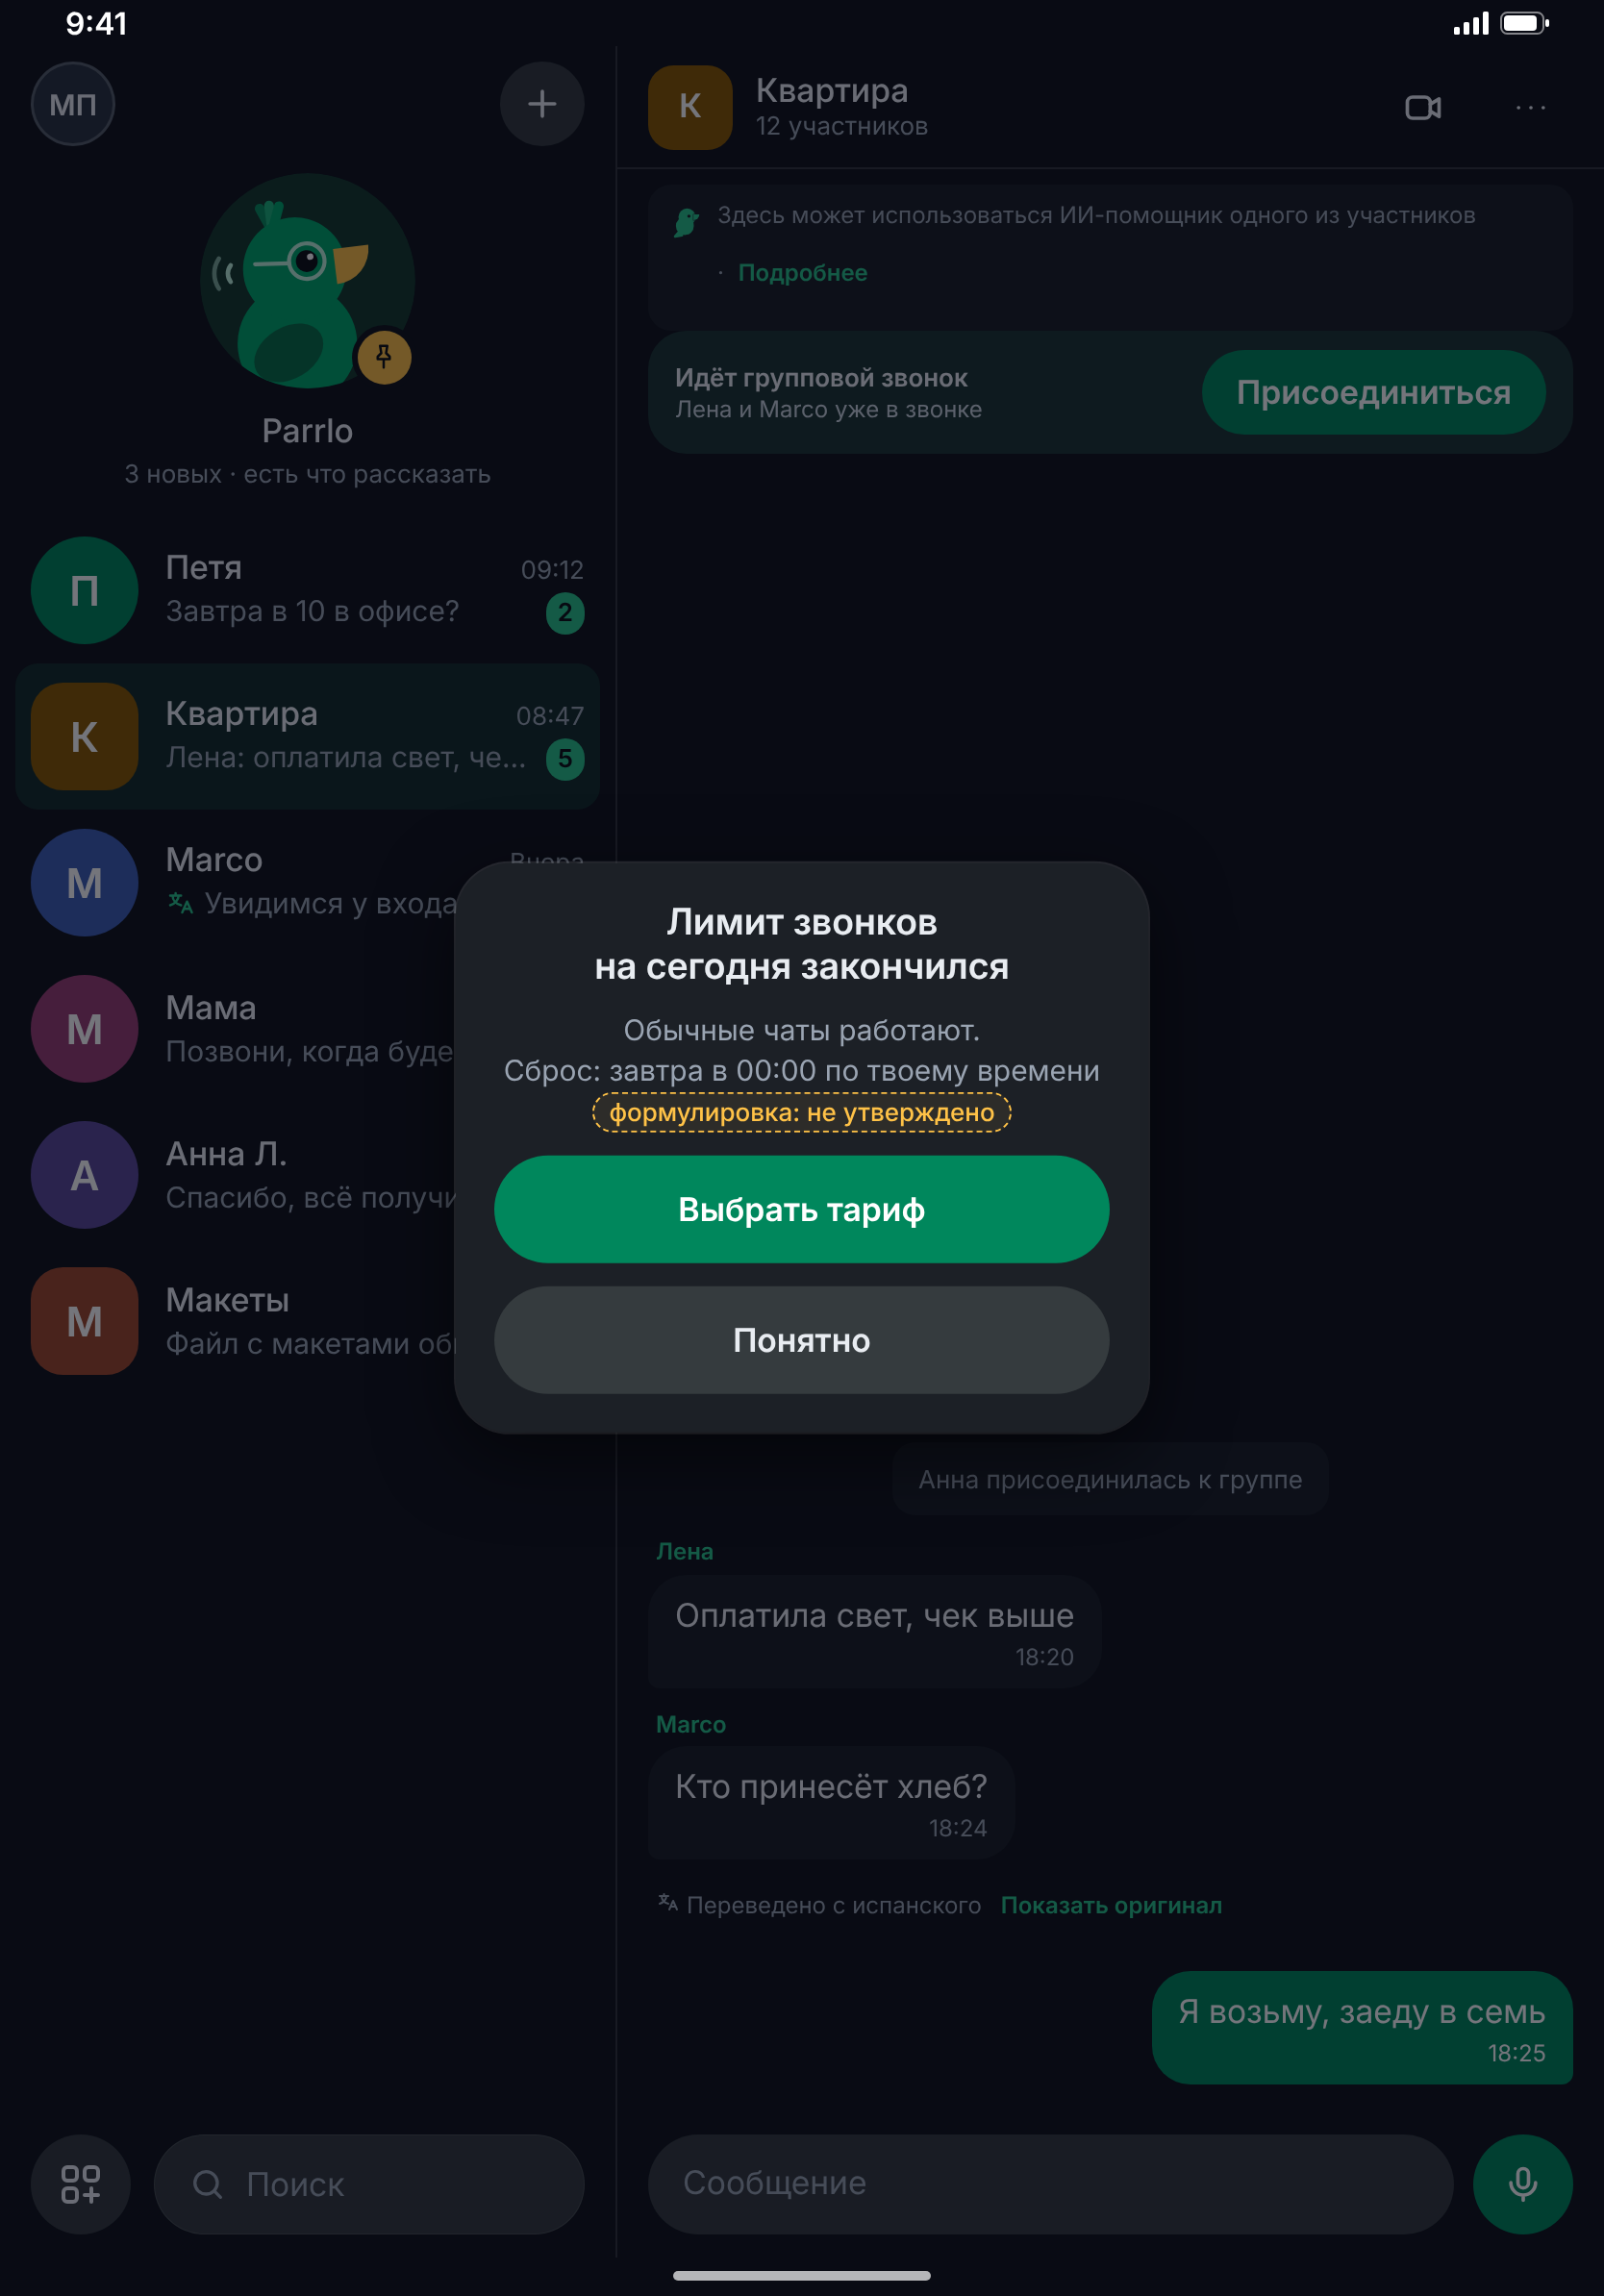 9:41
МП
Parrlo
3 новых · есть что рассказать
П
Петя
09:12
Завтра в 10 в офисе?
2
К
Квартира
08:47
Лена: оплатила свет, че...
5
M
Marco
Увидимся у входа
М
Мама
Позвони, когда буде
А
Анна Л.
Спасибо, всё получи
М
Макеты
Файл с макетами об
Поиск
К
Квартира
12 участников
Здесь может использоваться ИИ-помощник одного из участников
· Подробнее
Идёт групповой звонок
Лена и Marco уже в звонке
Присоединиться
Лимит звонков
на сегодня закончился
Обычные чаты работают.
Сброс: завтра в 00:00 по твоему времени
формулировка: не утверждено
Выбрать тариф
Понятно
Анна присоединилась к группе
Лена
Оплатила свет, чек выше
18:20
Marco
Кто принесёт хлеб?
18:24
Переведено с испанского Показать оригинал
Я возьму, заеду в семь
18:25
Сообщение